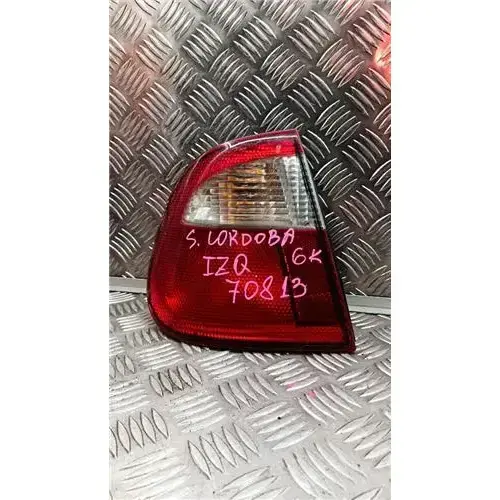 S. CORDOBA
IZQ 6K
70813